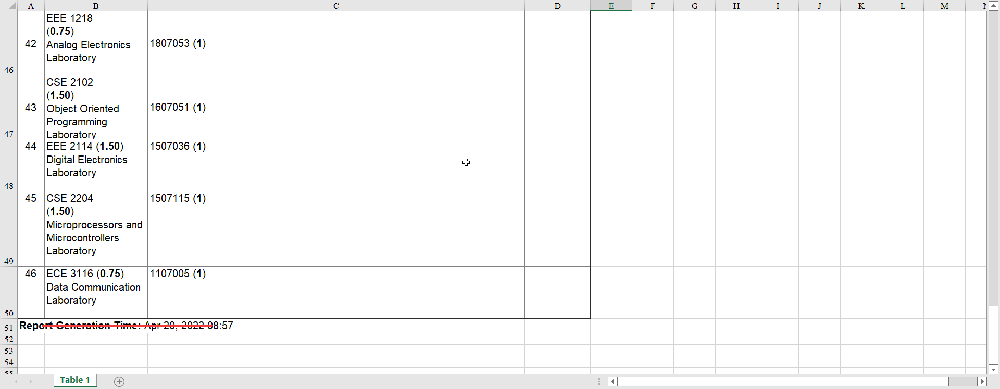 A B C D E F G H I J K L M N
EEE 1218
(0.75)
42 Analog Electronics 1807053 (1)
Laboratory
46
CSE 2102
(1.50)
43 Object Oriented 1607051 (1)
Programming
47 Laboratory
44 EEE 2114 (1.50) 1507036 (1)
Digital Electronics
Laboratory
48
45 CSE 2204 1507115 (1)
(1.50)
Microprocessors and
Microcontrollers
Laboratory
49
46 ECE 3116 (0.75) 1107005 (1)
Data Communication
Laboratory
50
51 Report Generation Time: Apr 20, 2022 08:57
52
53
54
55
Table 1